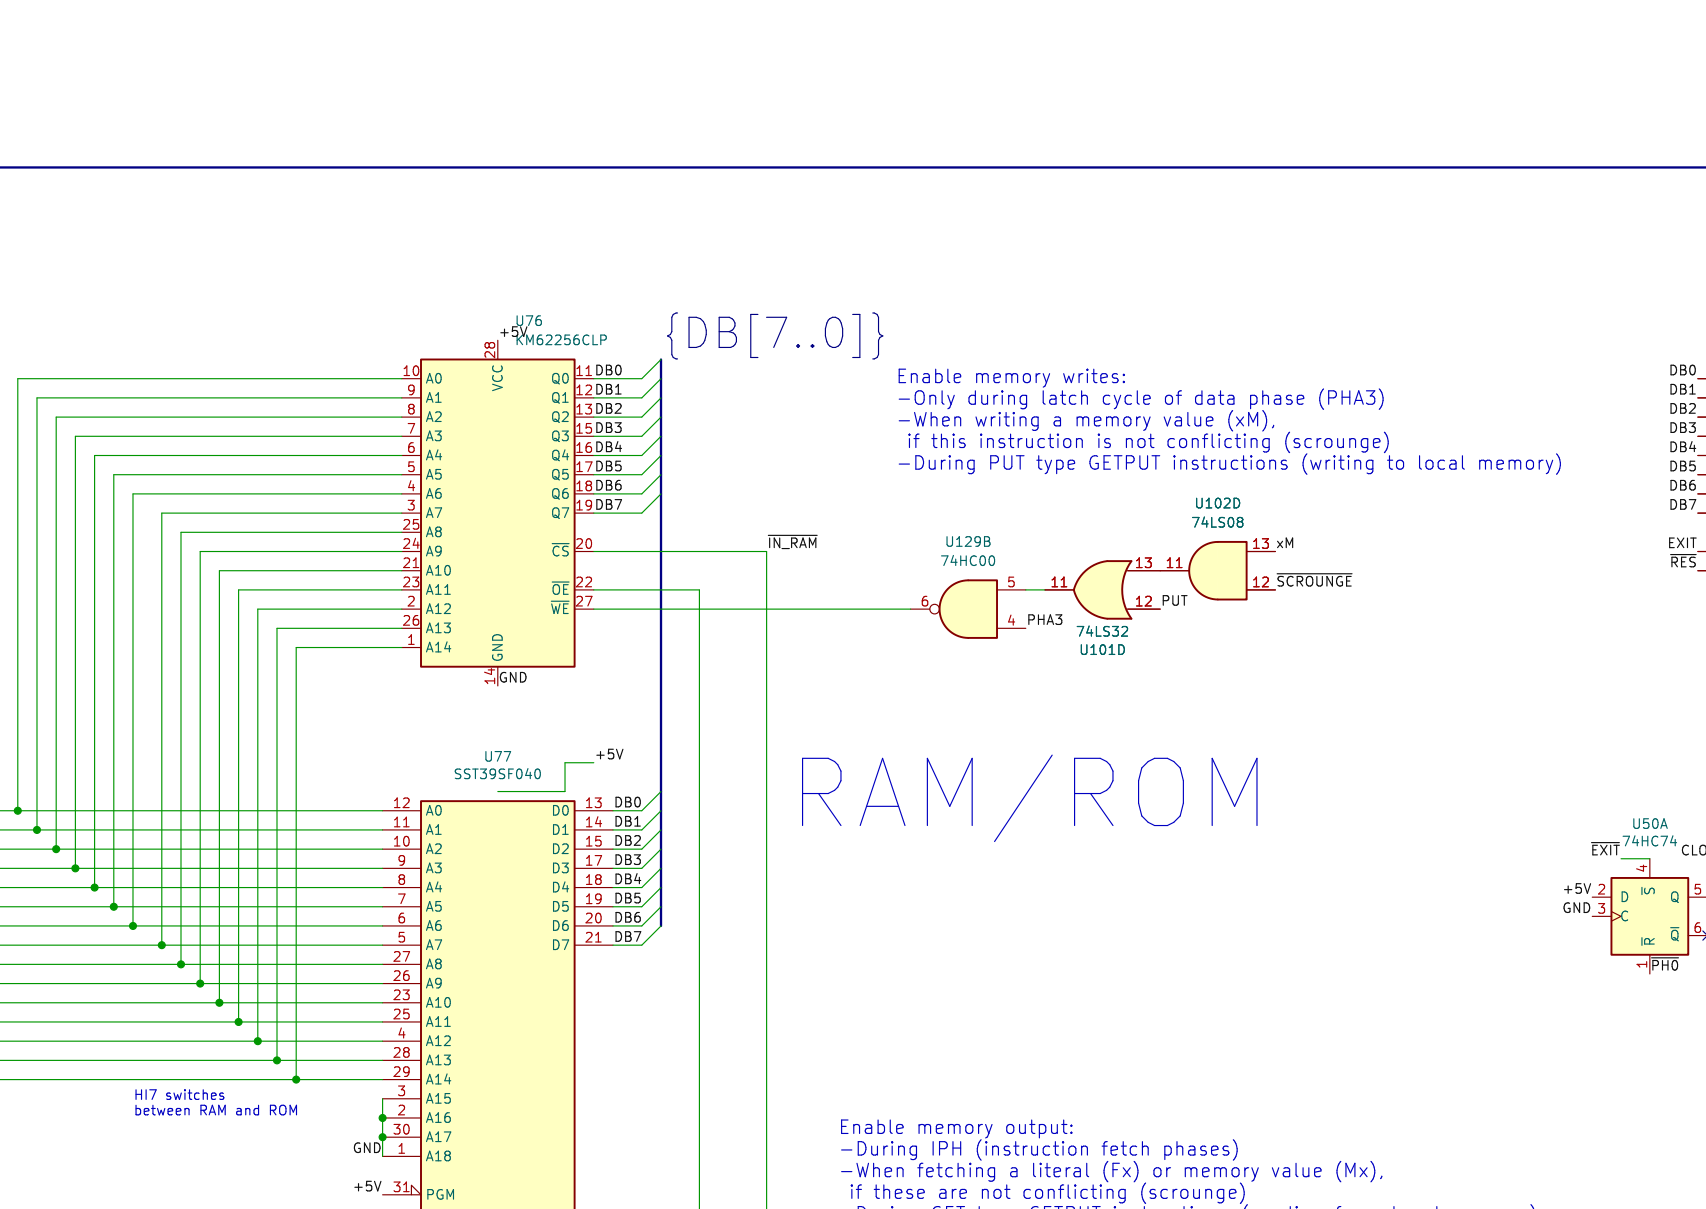 {DB[7..0]}
U76
+5V
KM62256CLP
28
VCC
10 A0 Q0 11 DB0
9 A1 Q1 12 DB1
8 A2 Q2 13 DB2
7 A3 Q3 15 DB3
6 A4 Q4 16 DB4
5 A5 Q5 17 DB5
4 A6 Q6 18 DB6
3 A7 Q7 19 DB7
25 A8
24 A9 CS 20 IN_RAM
21 A10
23 A11 OE 22
2 A12 WE 27
26 A13
1 A14
GND
14 GND
Enable memory writes:
-Only during latch cycle of data phase (PHA3)
-When writing a memory value (xM),
if this instruction is not conflicting (scrounge)
-During PUT type GETPUT instructions (writing to local memory)
U102D
74LS08
13 xM
12 SCROUNGE
11
13
12 PUT
11
74LS32
U101D
U129B
74HC00
5
4 PHA3
6
DB0
DB1
DB2
DB3
DB4
DB5
DB6
DB7
EXIT
RES
RAM/ROM
U77
SST39SF040
+5V
12 A0 D0 13 DB0
11 A1 D1 14 DB1
10 A2 D2 15 DB2
9 A3 D3 17 DB3
8 A4 D4 18 DB4
7 A5 D5 19 DB5
6 A6 D6 20 DB6
5 A7 D7 21 DB7
27 A8
26 A9
23 A10
25 A11
4 A12
28 A13
29 A14
3 A15
2 A16
30 A17
GND 1 A18
+5V 31 PGM
HI7 switches
between RAM and ROM
U50A
74HC74
EXIT
CLO
4
S
+5V 2 D Q 5
GND 3 C
Q 6
R
1 PH0
Enable memory output:
-During IPH (instruction fetch phases)
-When fetching a literal (Fx) or memory value (Mx),
if these are not conflicting (scrounge)